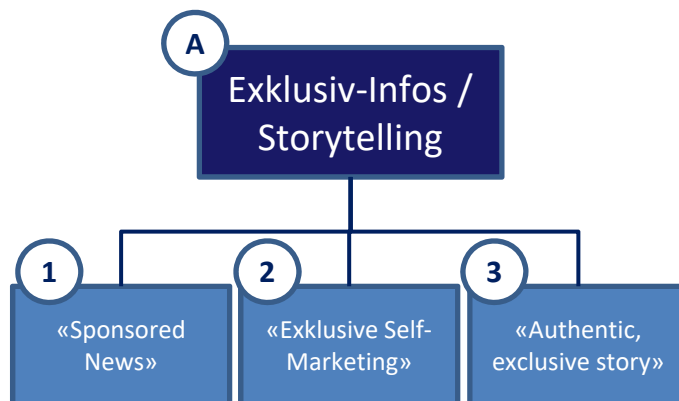 A
Exklusiv-Infos /
Storytelling
1
«Sponsored
News»
2
«Exklusive Self-
Marketing»
3
«Authentic,
exclusive story»